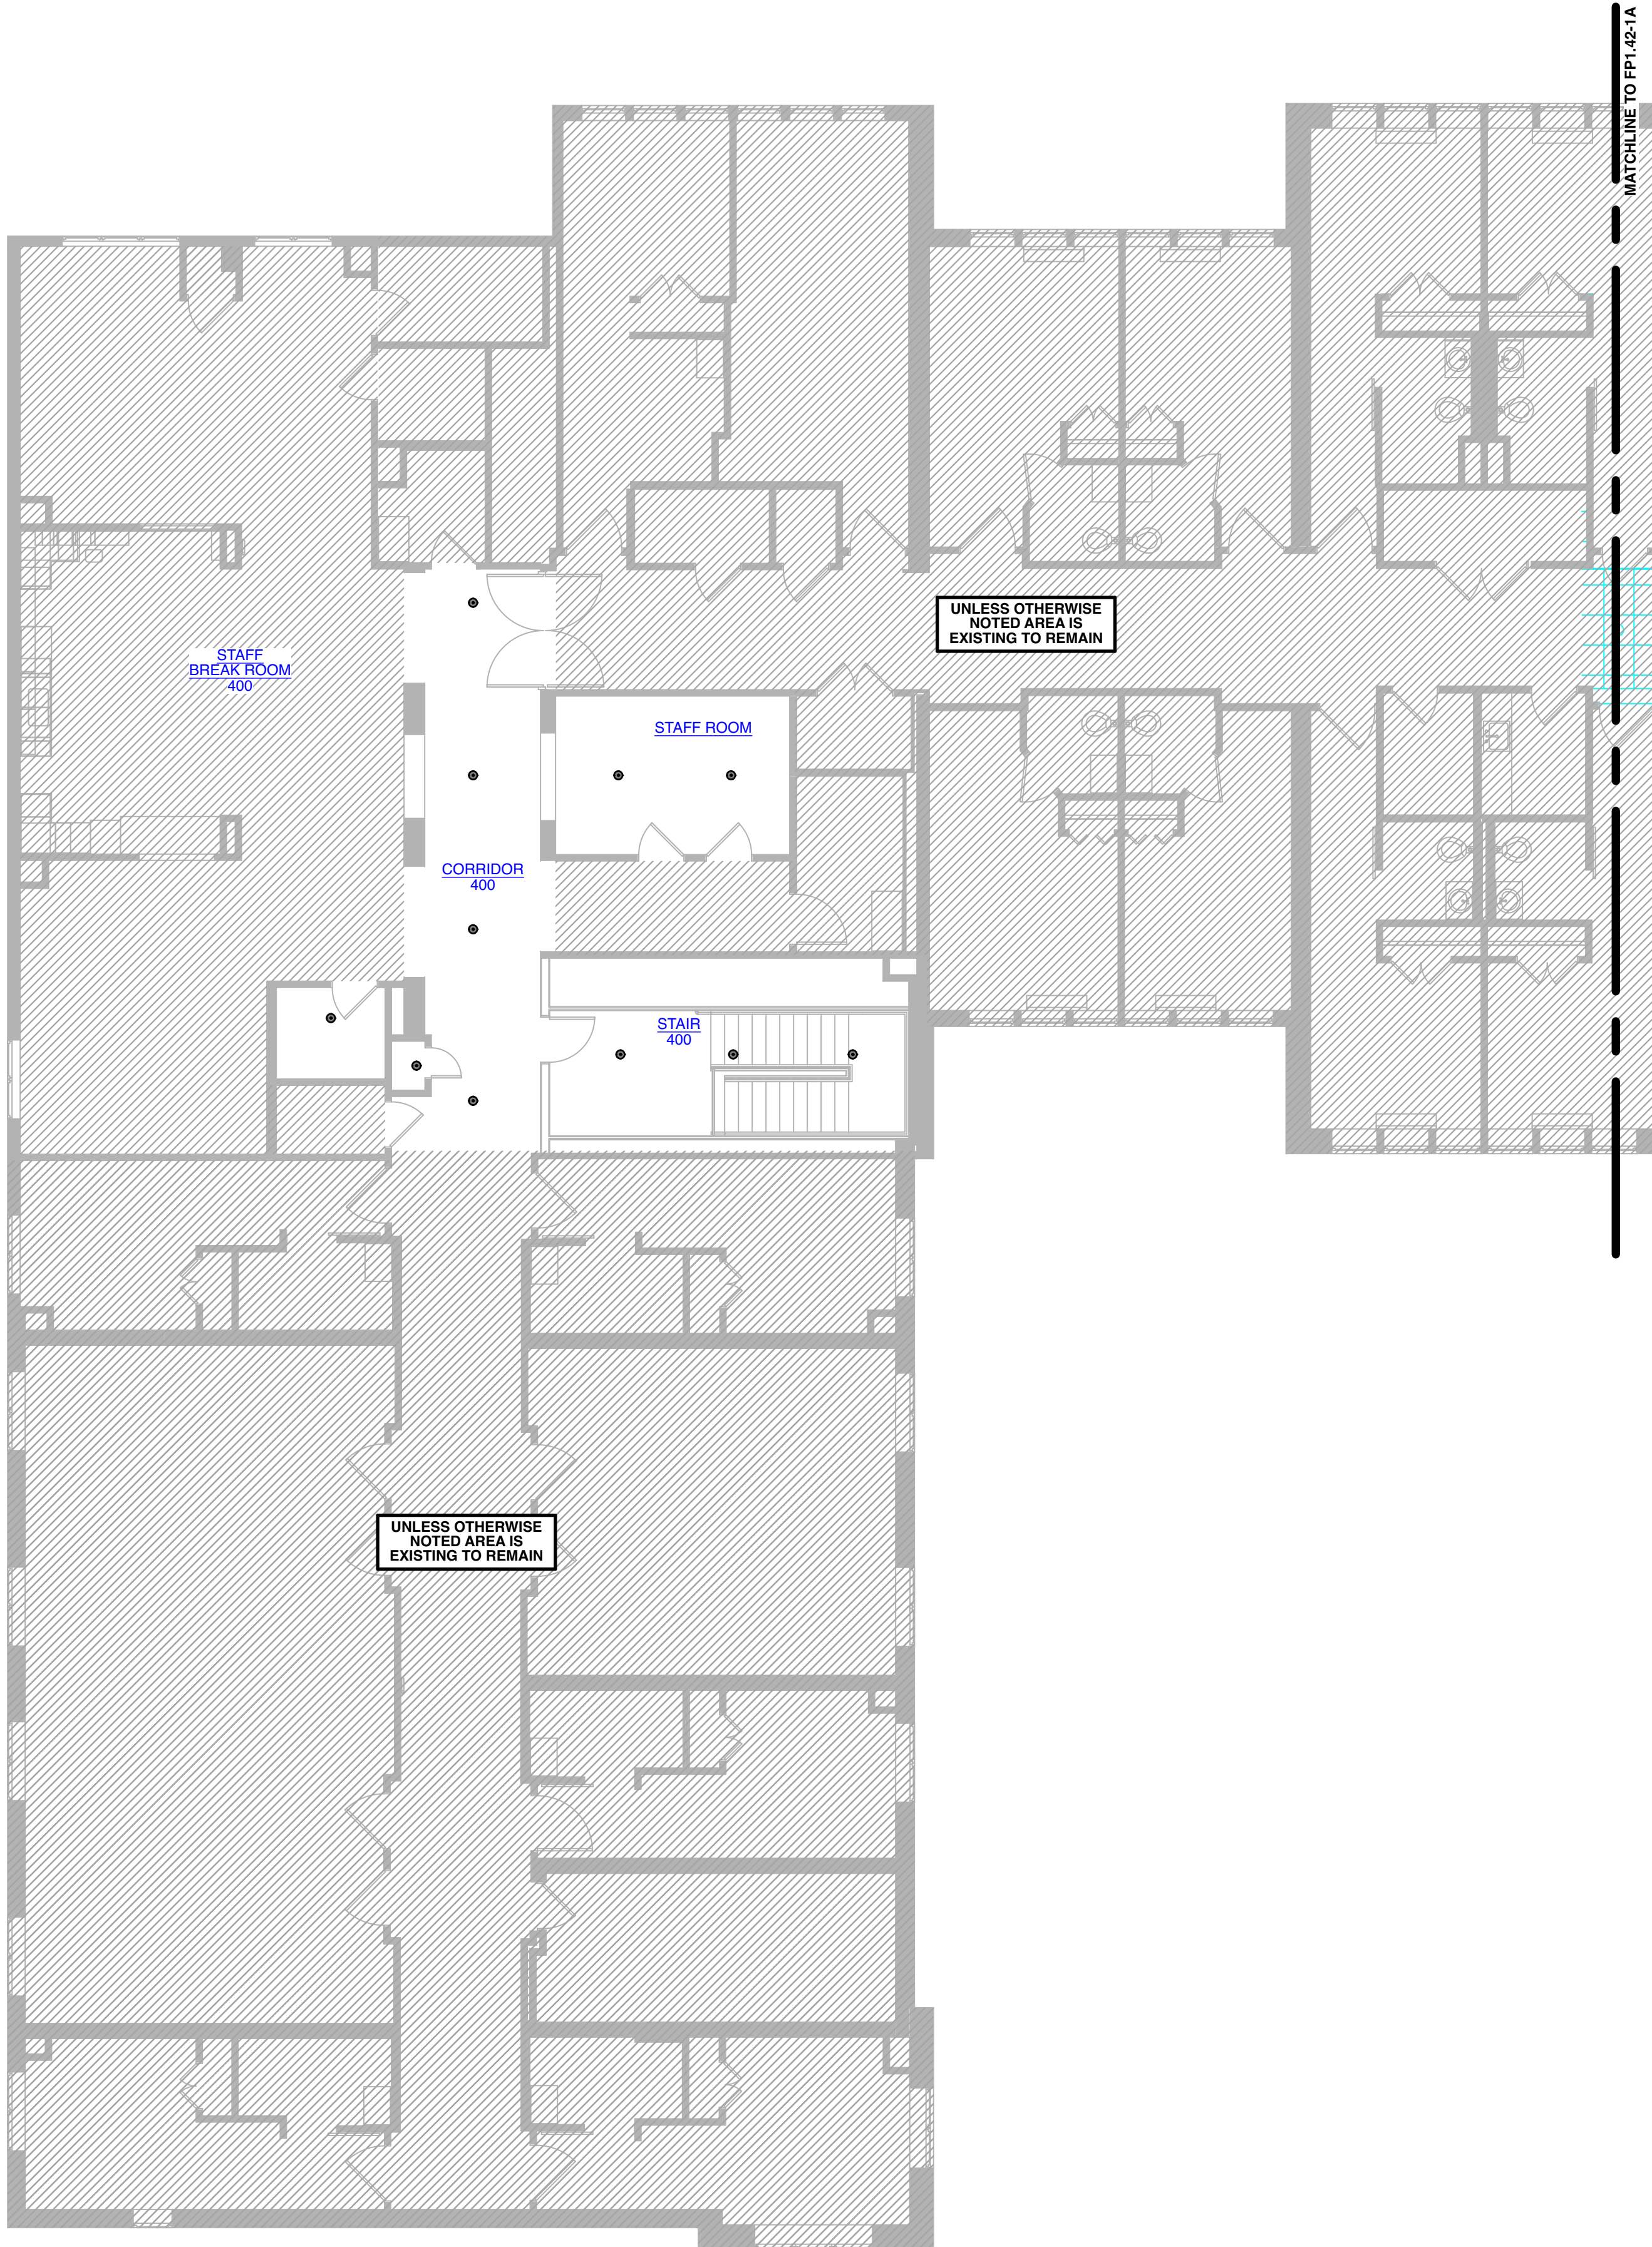 MATCHLINE TO FP1.42-1A
UNLESS OTHERWISE
NOTED AREA IS
EXISTING TO REMAIN
STAFF
BREAK ROOM
400
STAFF ROOM
CORRIDOR
400
STAIR
400
UNLESS OTHERWISE
NOTED AREA IS
EXISTING TO REMAIN